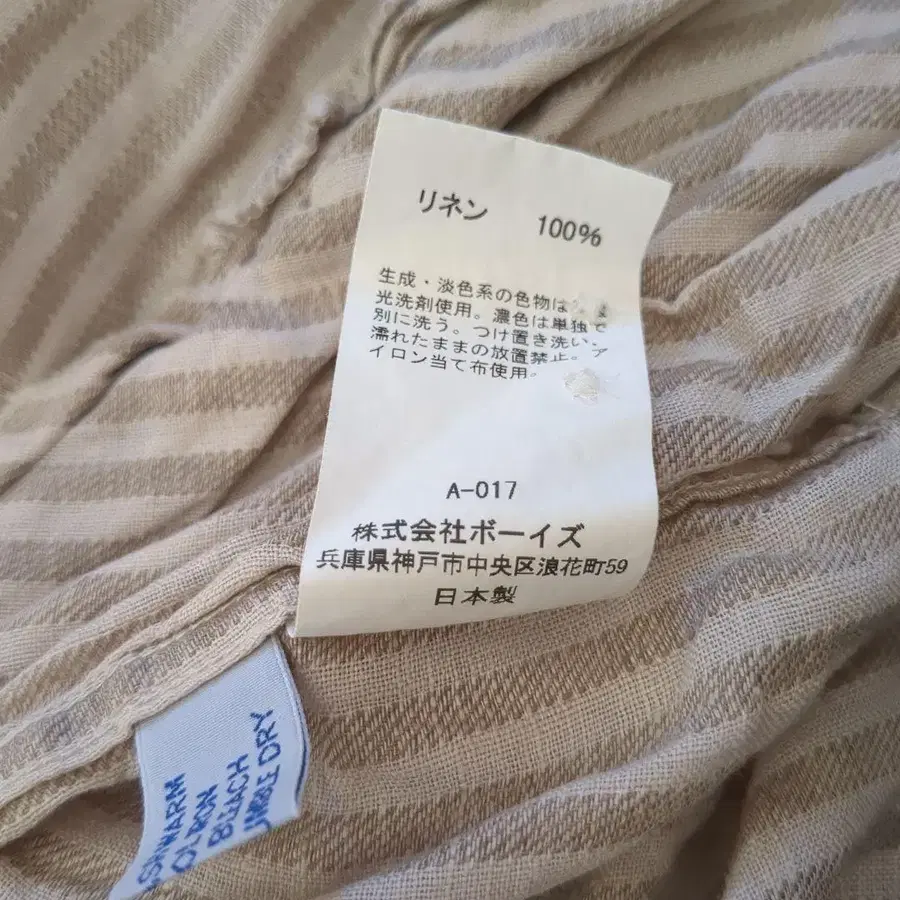 リネン 100%
生成・淡色系の色物は
光洗剤使用。濃色は単独で
別に洗う。つけ置き洗い、
濡れたままの放置禁止。ア
イロン当て布使用。
A-017
株式会社ボーイズ
兵庫県神戸市中央区浪花町59
日本製
WARM
IRON
BLEACH
DRY